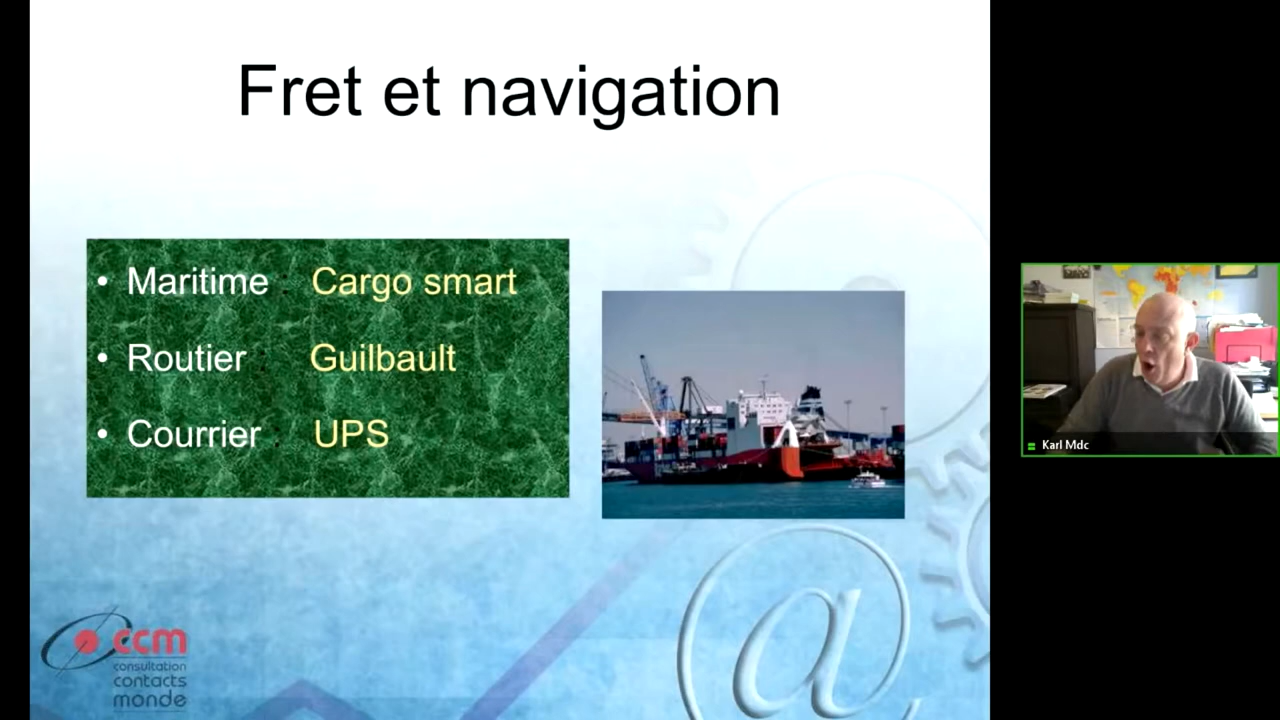 Fret et navigation
• Maritime : Cargo smart
• Routier : Guilbault
• Courrier : UPS
ccm
consultation
contacts
monde
Karl Mdc